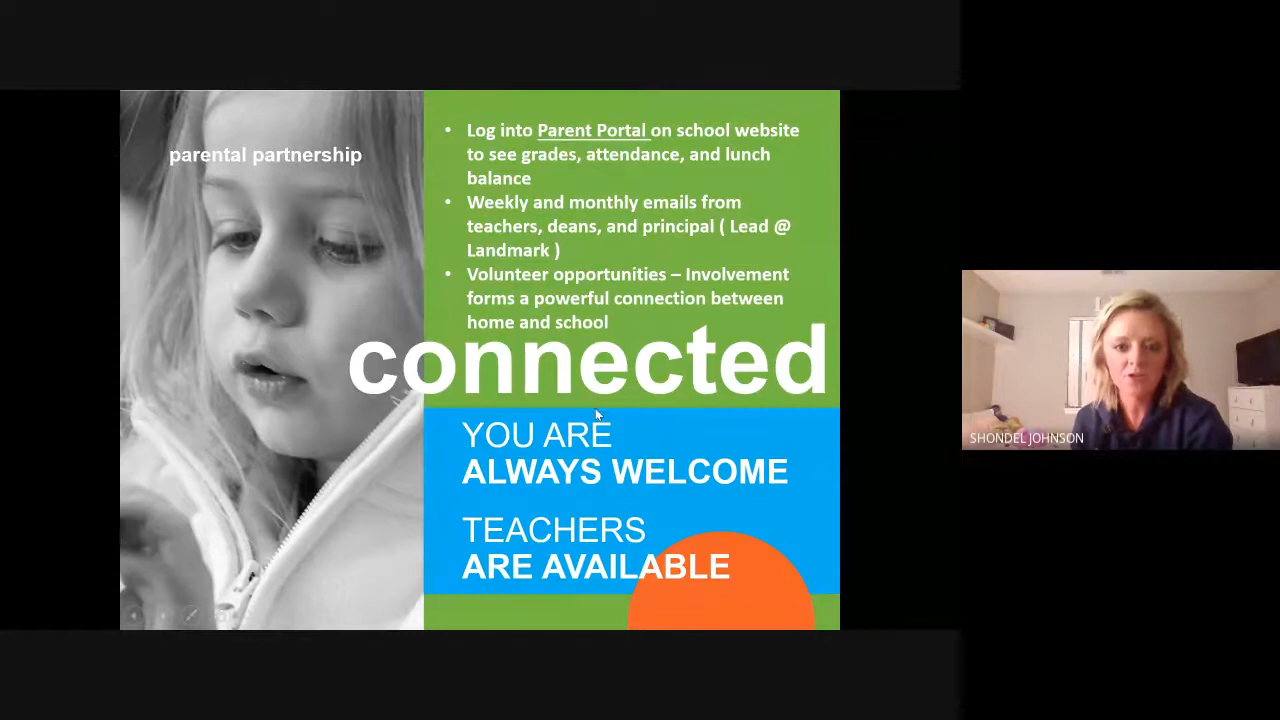 parental partnership
• Log into Parent Portal on school website
to see grades, attendance, and lunch
balance
• Weekly and monthly emails from
teachers, deans, and principal ( Lead @
Landmark )
• Volunteer opportunities – Involvement
forms a powerful connection between
home and school
connected
YOU ARE
ALWAYS WELCOME
TEACHERS
ARE AVAILABLE
SHONDEL JOHNSON